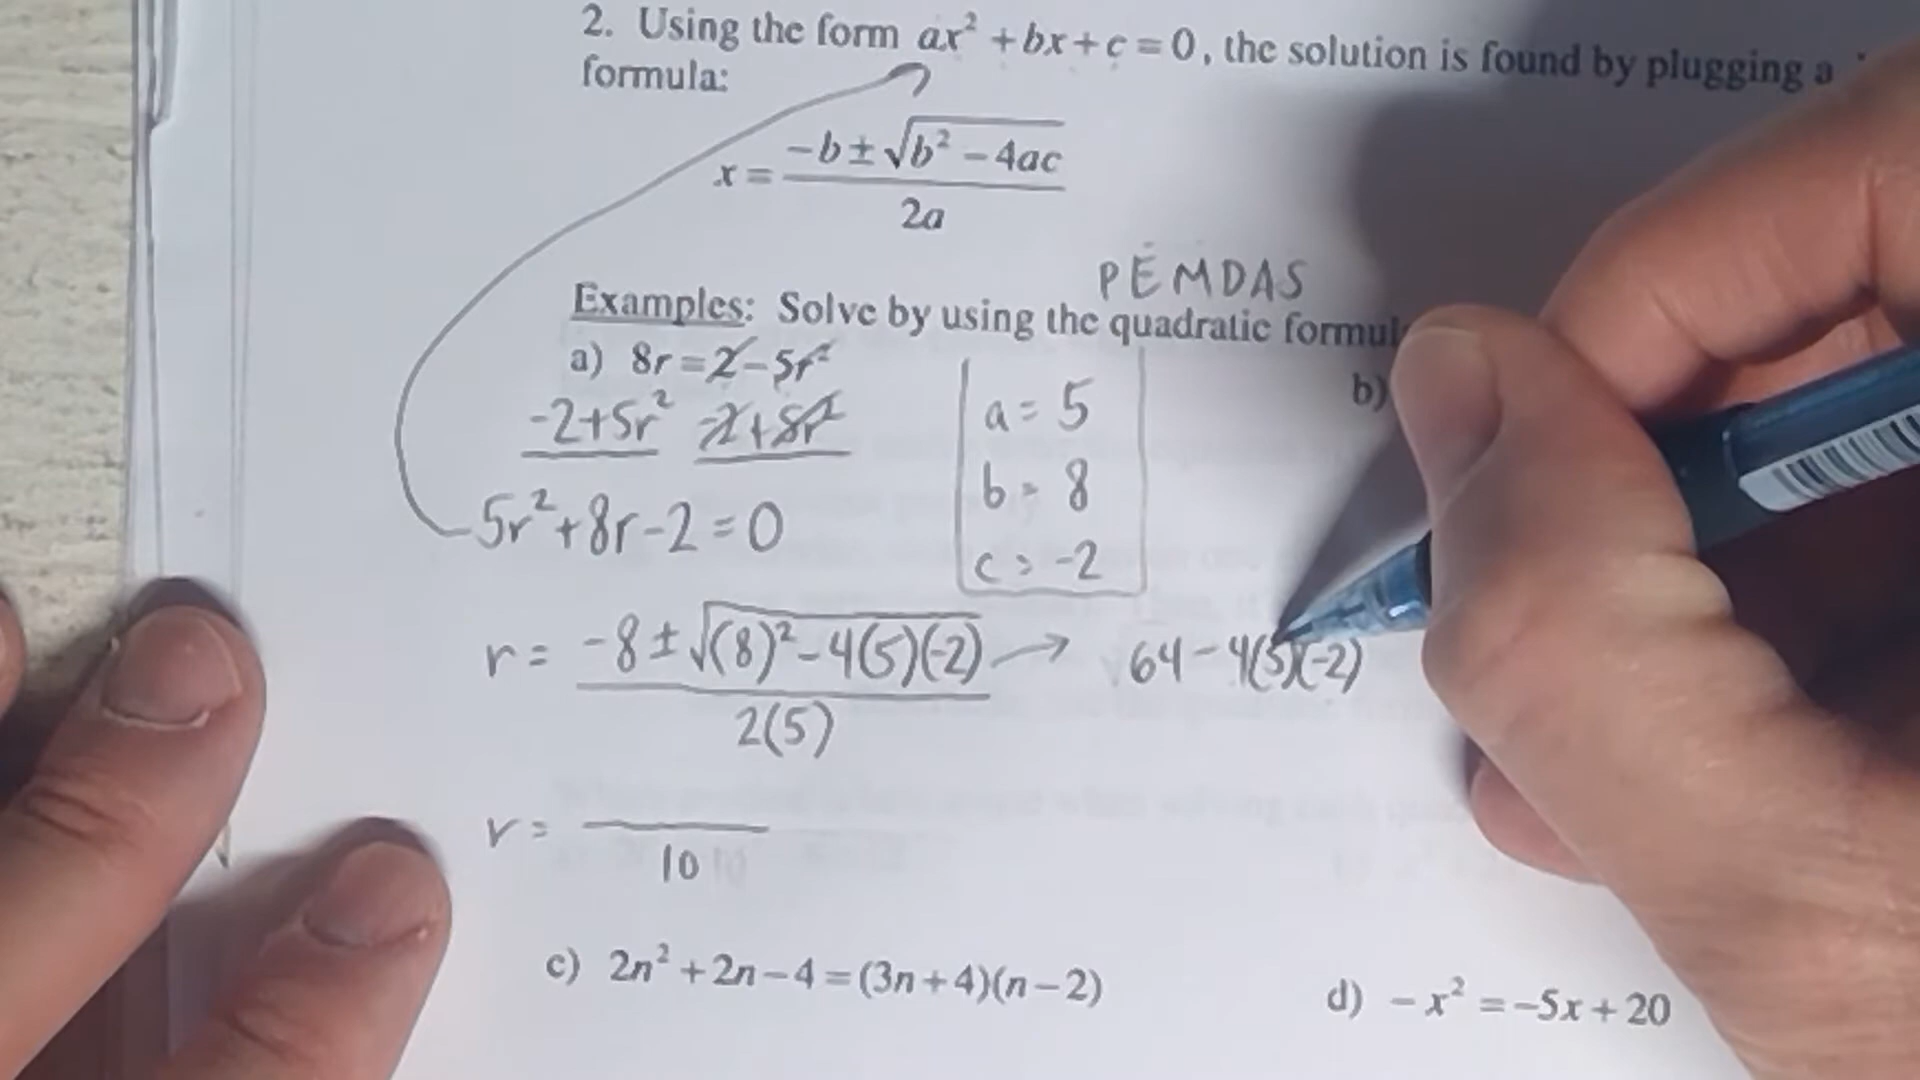 2. Using the form ax² + bx + c = 0, the solution is found by plugging a
formula:
x = (-b ± √(b² - 4ac)) / 2a
PEMDAS
Examples: Solve by using the quadratic
a) 8r = 2 - 5r²
b)
-2+5r² -2+5r²
a = 5
b = 8
c = -2
5r² + 8r - 2 = 0
r = (-8 ± √((8)² - 4(5)(-2))) / 2(5) → 64 - 4(5)(-2)
r = — / 10
c) 2n² + 2n - 4 = (3n + 4)(n - 2)
d) -x² = -5x + 20